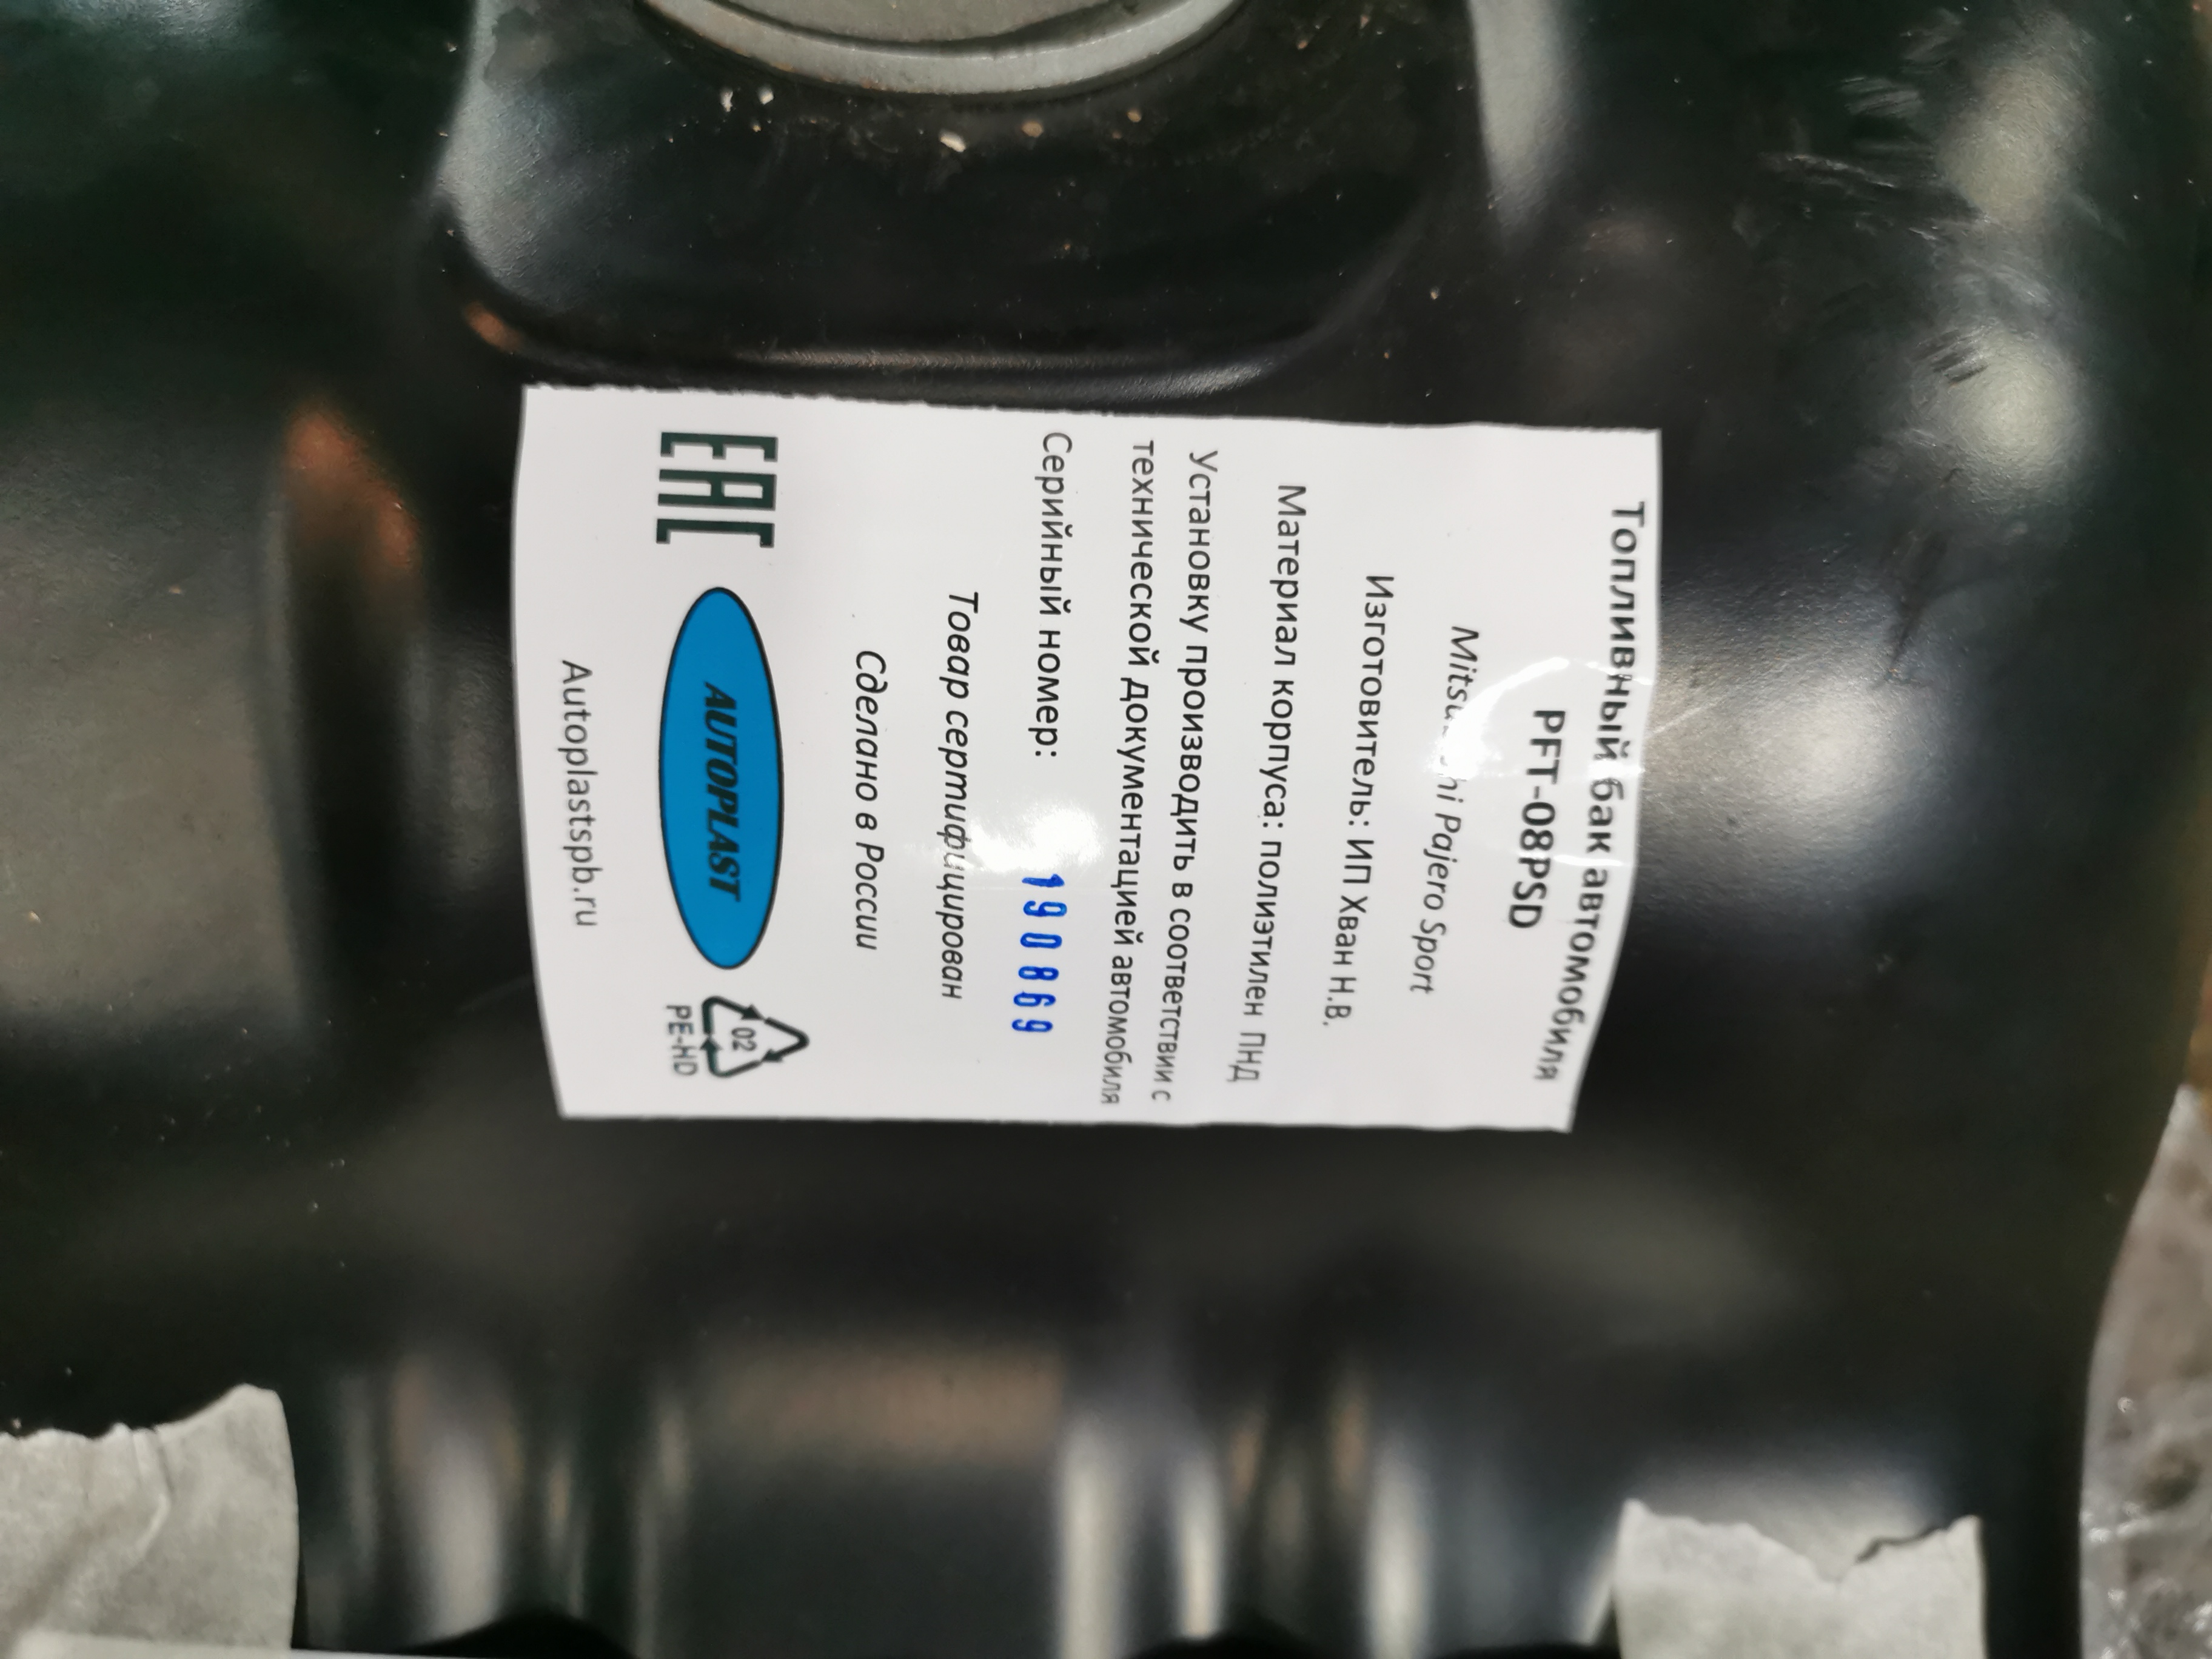 Топливный бак автомобиля
PFT-08PSD
Pajero Sport
Изготовитель: ИП Хван Н.В.
Материал корпуса: полиэтилен ПНД
Установку производить в соответствии с
технической документацией автомобиля
Серийный номер: 190869
Товар сертифицирован
Сделано в России
EAC AUTOPLAST 02
PE-HD
Autoplastspb.ru